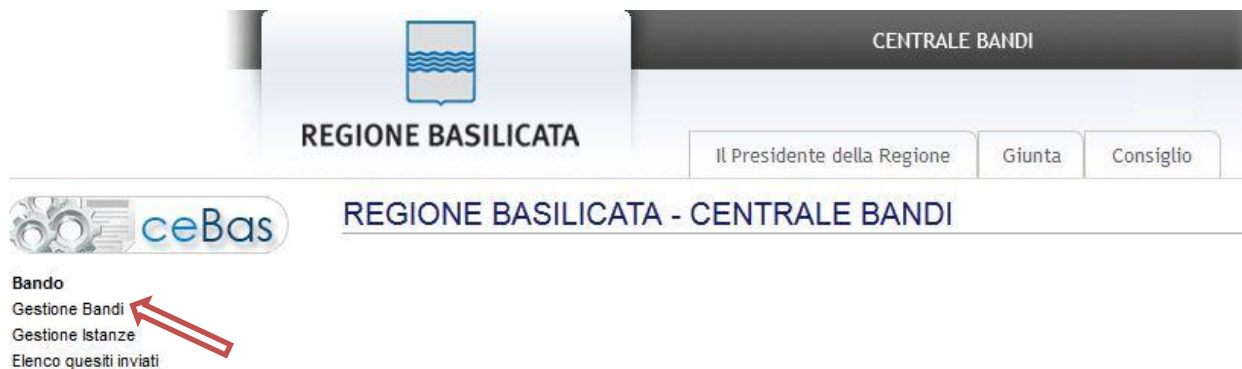 CENTRALE BANDI
REGIONE BASILICATA
Il Presidente della Regione Giunta Consiglio
ceBas
REGIONE BASILICATA - CENTRALE BANDI
Bando
Gestione Bandi
Gestione Istanze
Elenco quesiti inviati